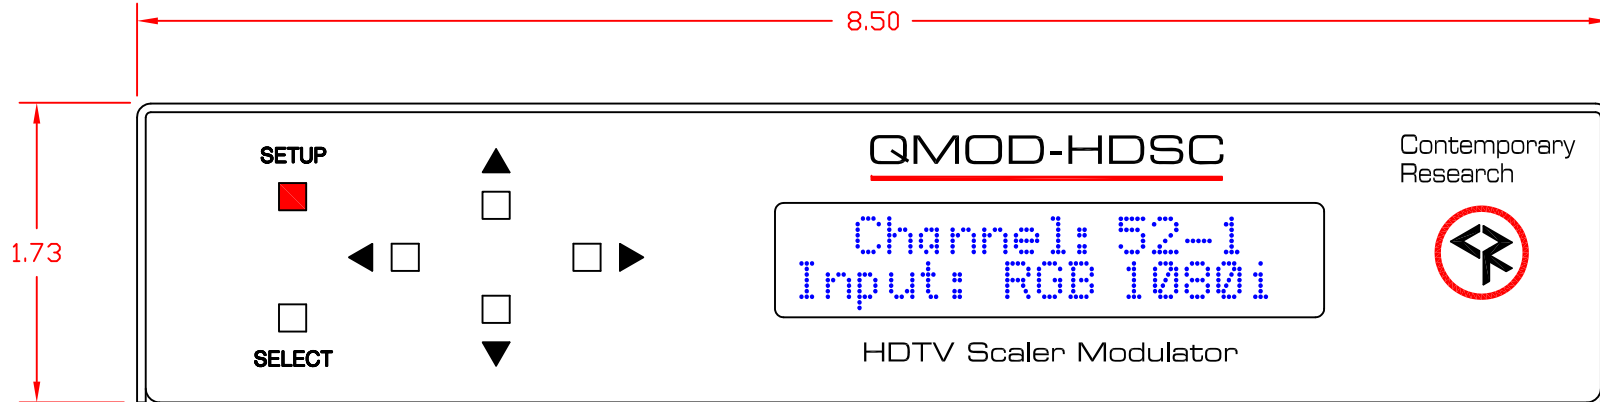 8.50
1.73
SETUP
SELECT
QMOD-HDSC
Channel: 52-1
Input: RGB 1080i
HDTV Scaler Modulator
Contemporary
Research